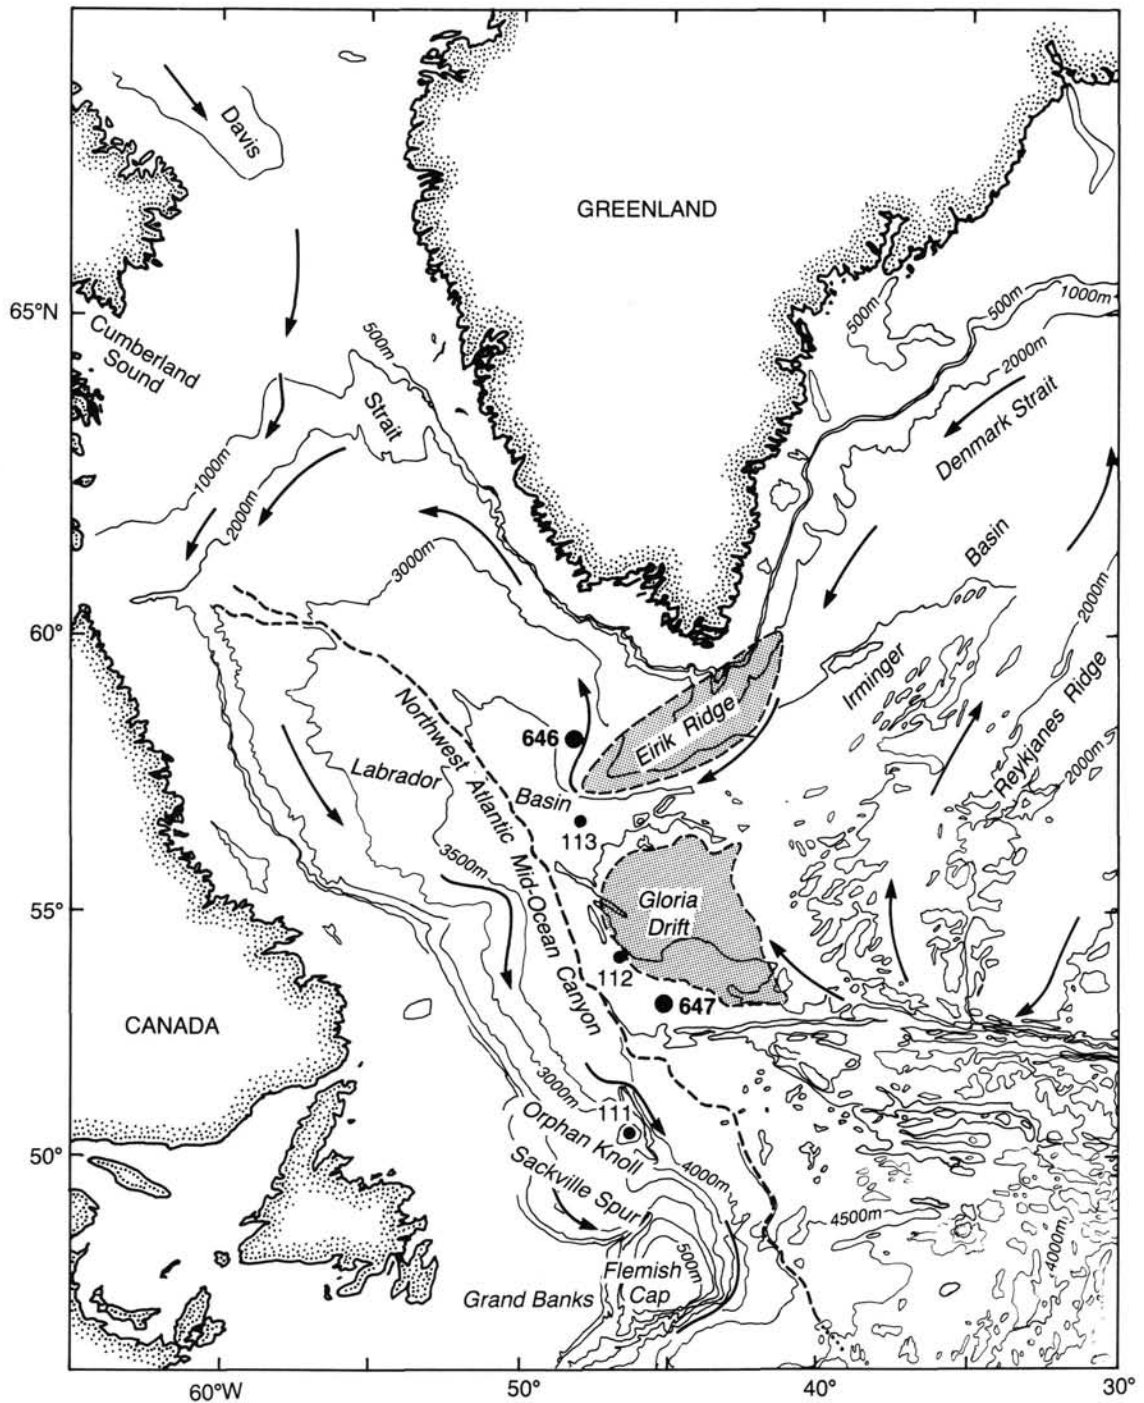 Davis
GREENLAND
65°N
Cumberland
Sound
500m
500m
500m
1000m
2000m
Denmark Strait
Strait
1000m
2000m
3000m
Basin
2000m
60°
Irminger
Reykjanes Ridge
2000m
Eirik Ridge
Northwest Atlantic Mid-Ocean Canyon
646
Labrador
Basin
113
3500m
55°
Gloria
Drift
112
647
CANADA
3000m
111
Orphan Knoll
50°
Sackville Spur
4000m
4500m
4000m
500m
Flemish
Cap
Grand Banks
60°W
50°
40°
30°